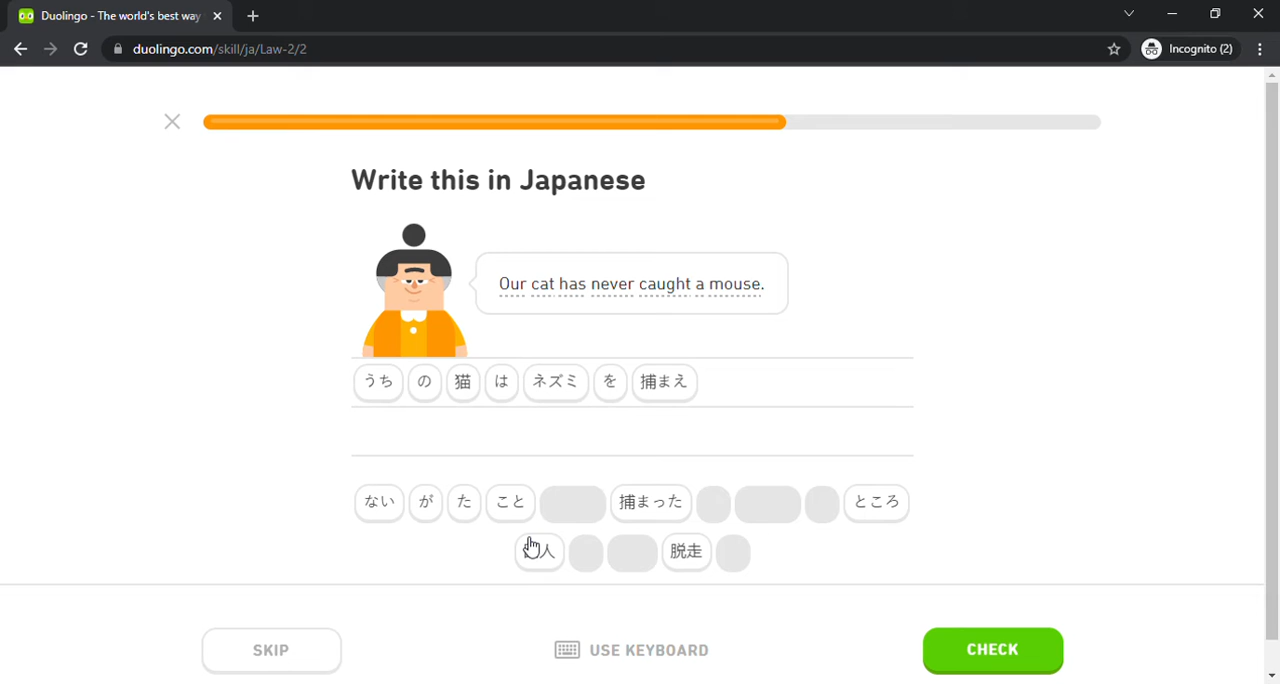 Duolingo - The world's best way
duolingo.com/skill/ja/Law-2/2
Incognito (2)
Write this in Japanese
Our cat has never caught a mouse.
うち の 猫 は ネズミ を 捕まえ
ない が た こと 捕まった ところ
人 脱走
SKIP
USE KEYBOARD
CHECK